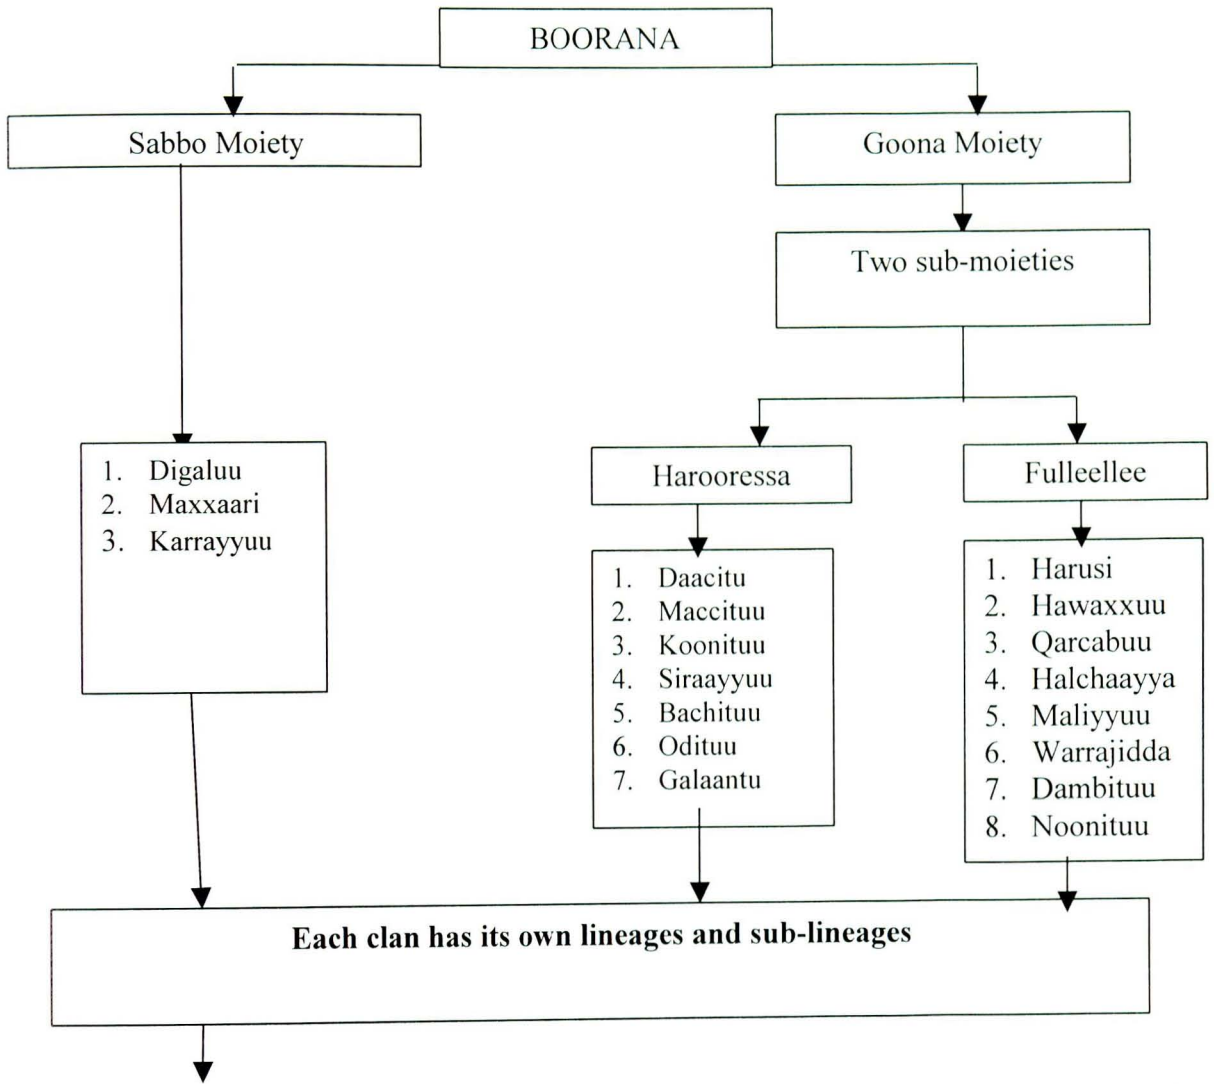 BOORANA
Sabbo Moiety
Goona Moiety
Two sub-moieties
1. Digaluu
2. Maxxaari
3. Karrayyuu
Harooressa
Fulleellee
1. Daacitu
2. Maccituu
3. Koonituu
4. Siraayyuu
5. Bachituu
6. Odituu
7. Galaantu
1. Harusi
2. Hawaxxuu
3. Qarcabuu
4. Halchaayya
5. Maliyyuu
6. Warrajidda
7. Dambituu
8. Noonituu
Each clan has its own lineages and sub-lineages